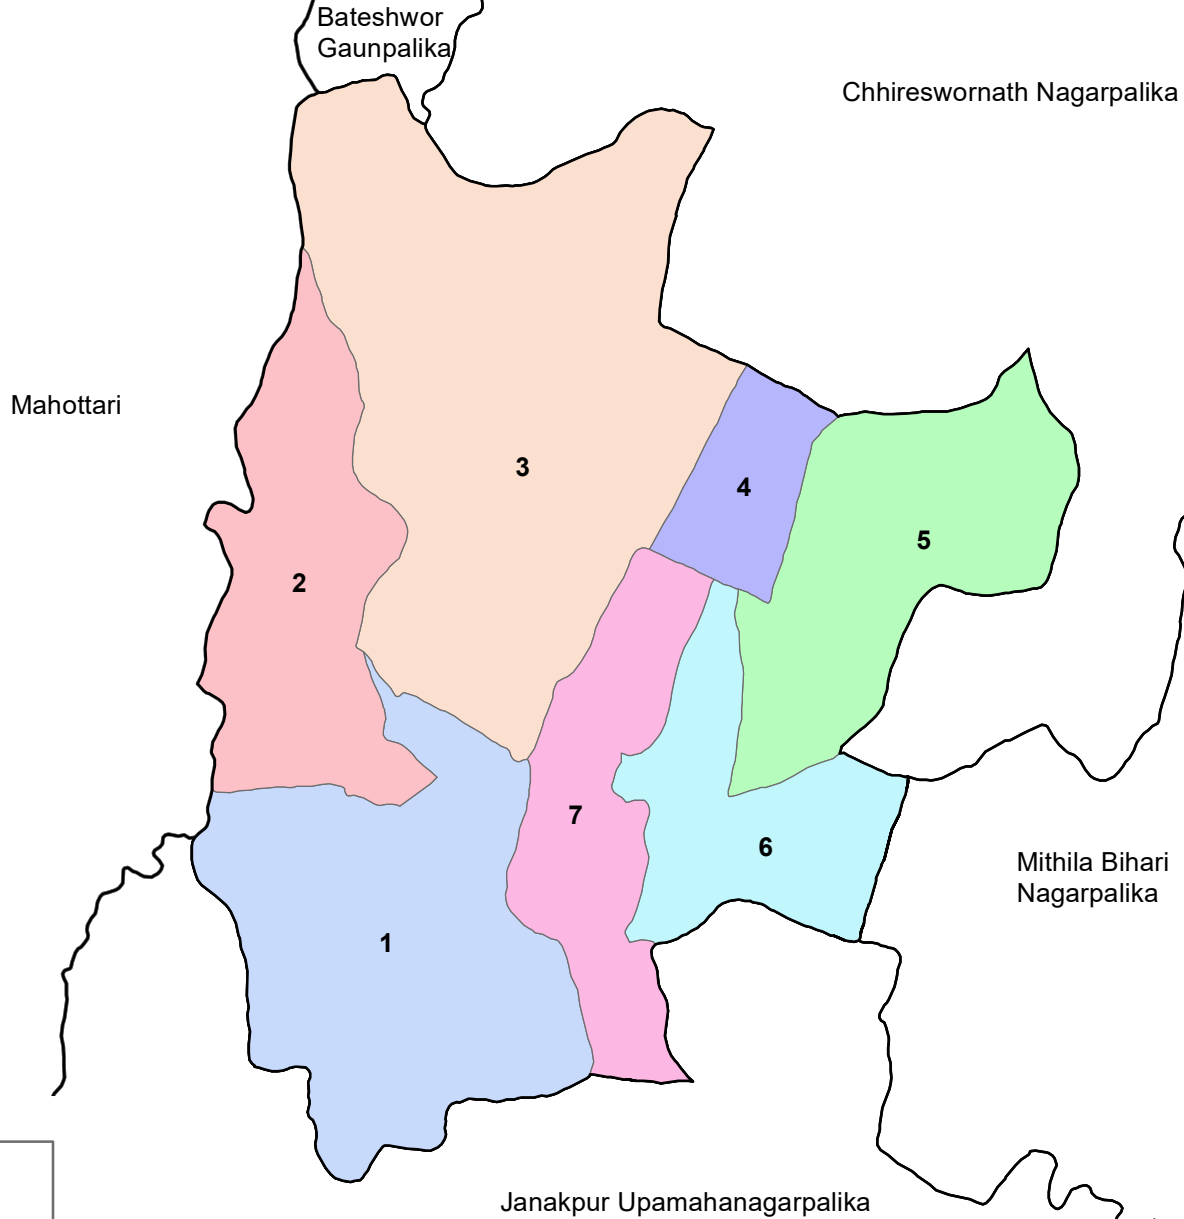 Bateshwor
Gaunpalika
Chhireswornath Nagarpalika
Mahottari
3
4
5
2
7
6
Mithila Bihari
Nagarpalika
1
Janakpur Upamahanagarpalika